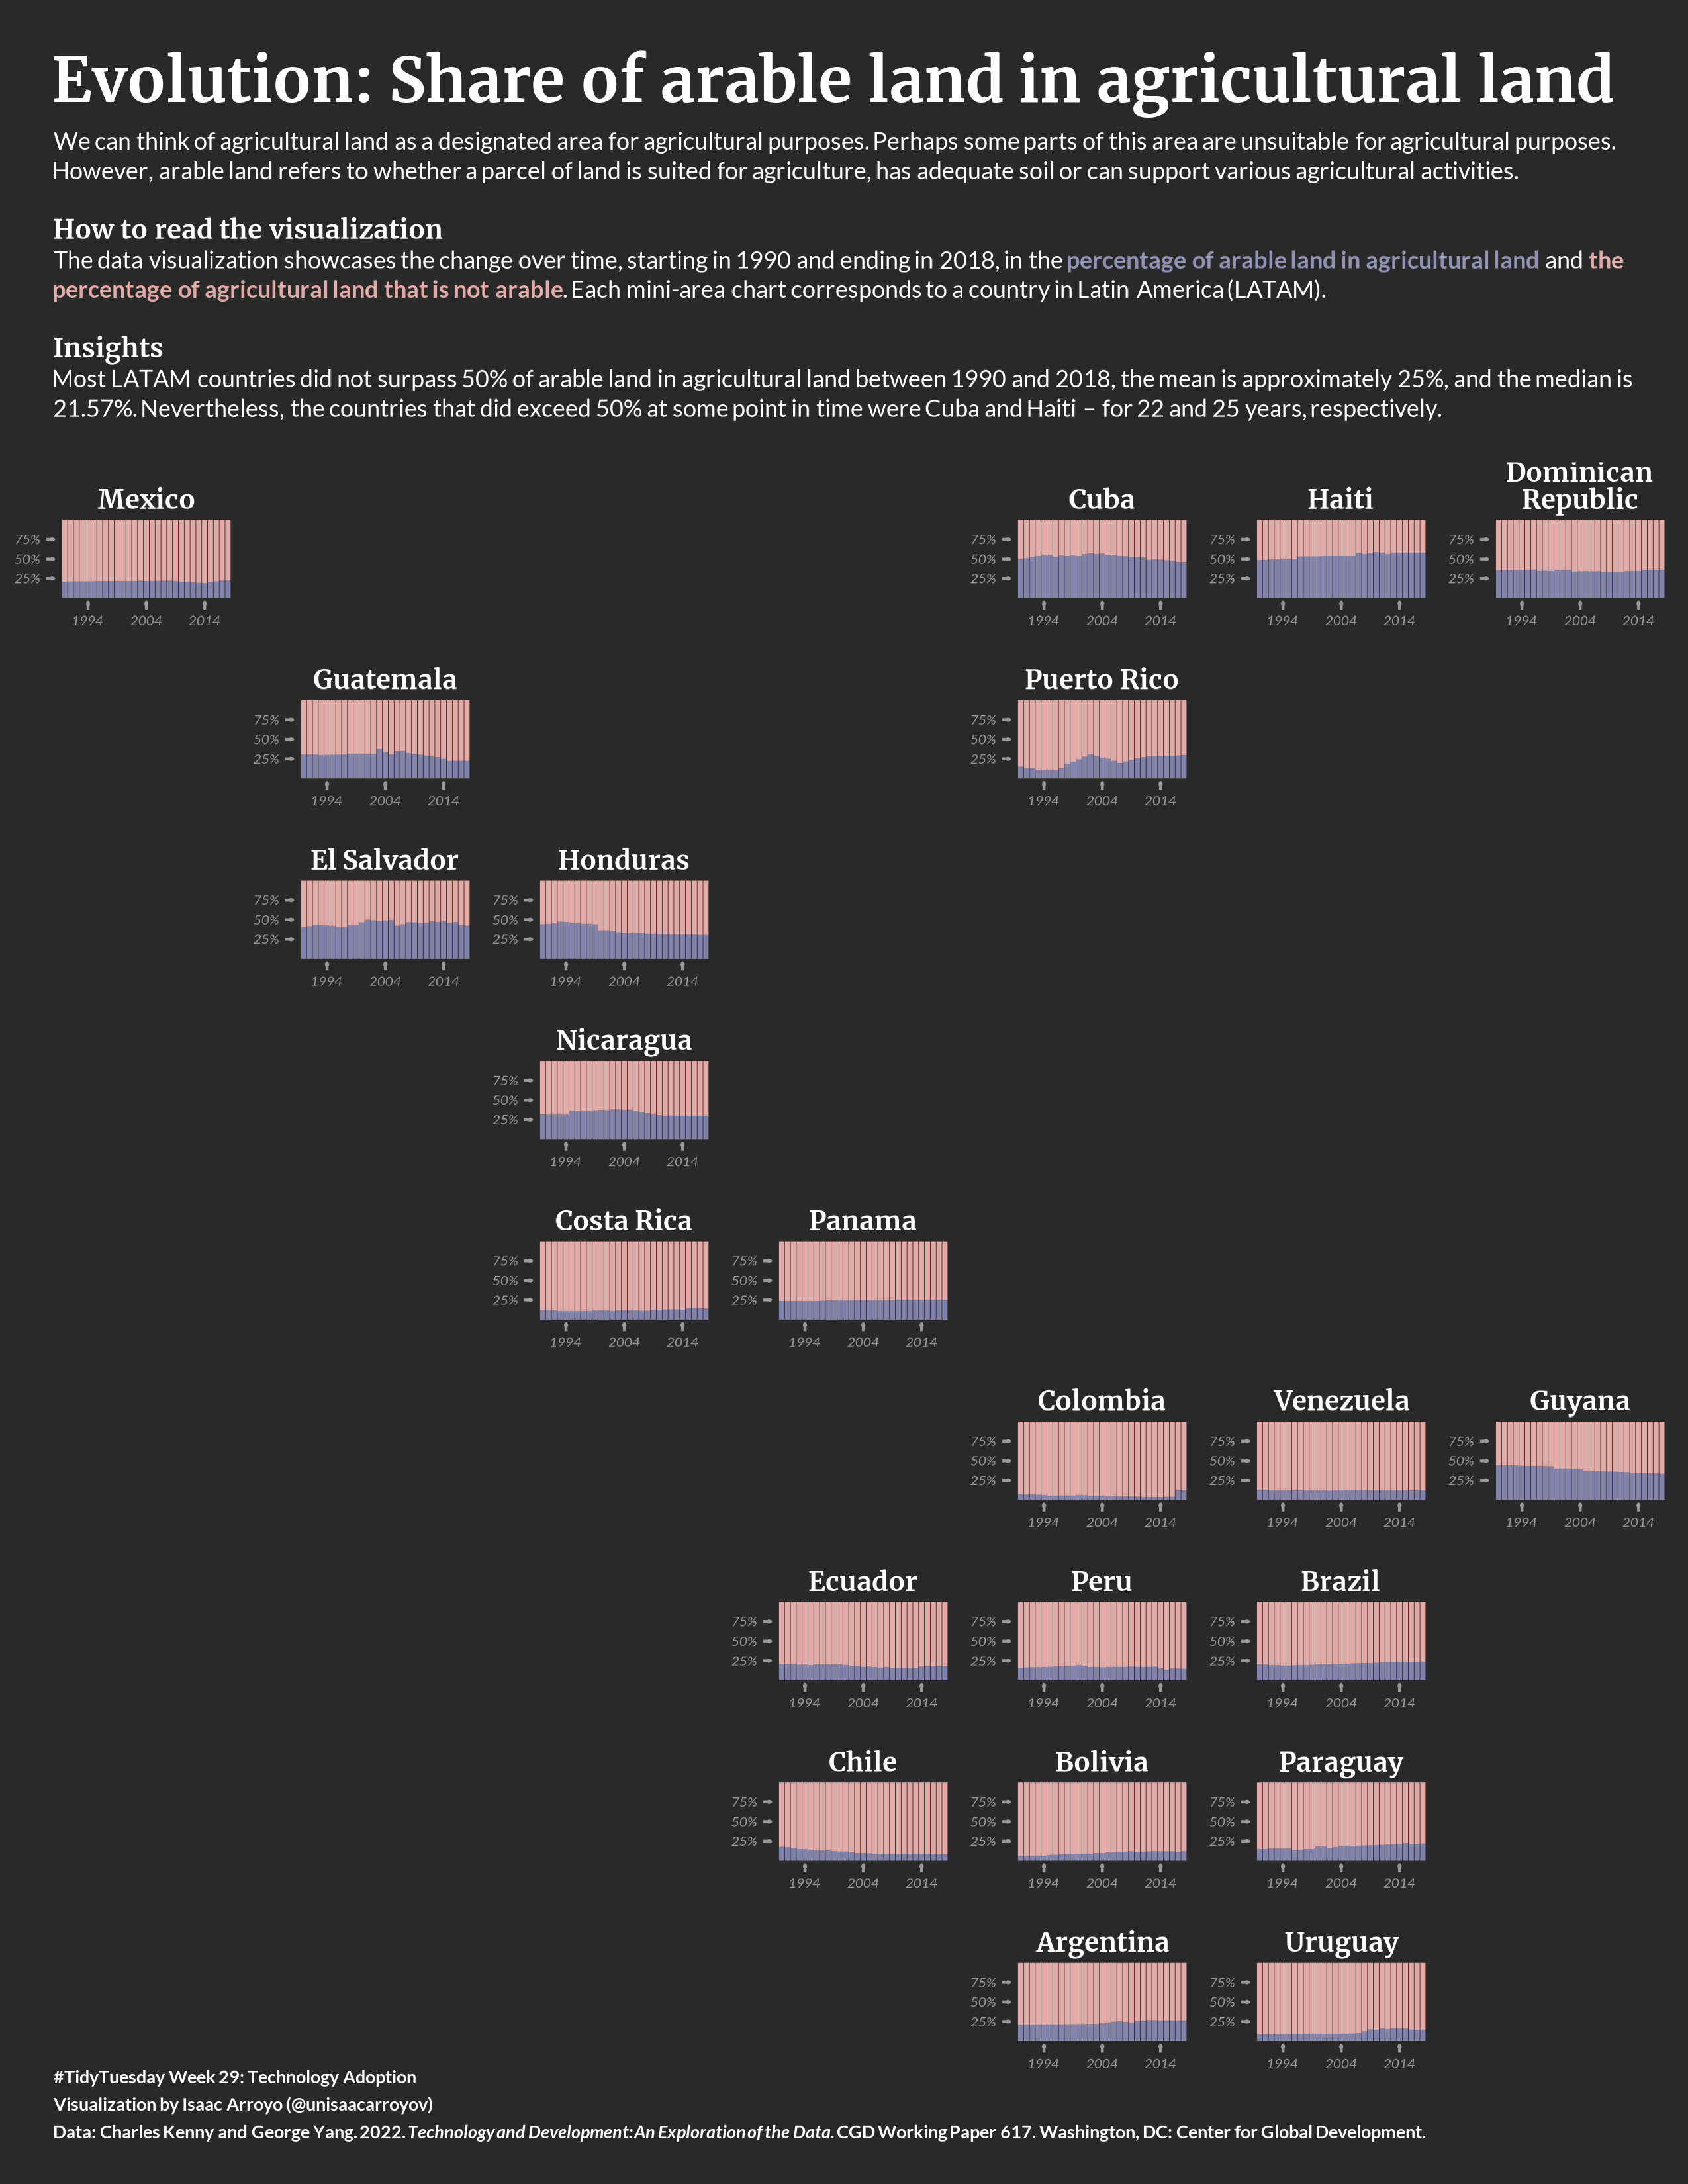 Evolution: Share of arable land in agricultural land
We can think of agricultural land as a designated area for agricultural purposes. Perhaps some parts of this area are unsuitable for agricultural purposes.
However, arable land refers to whether a parcel of land is suited for agriculture, has adequate soil or can support various agricultural activities.
How to read the visualization
The data visualization showcases the change over time, starting in 1990 and ending in 2018, in the percentage of arable land in agricultural land and the
percentage of agricultural land that is not arable. Each mini-area chart corresponds to a country in Latin America (LATAM).
Insights
Most LATAM countries did not surpass 50% of arable land in agricultural land between 1990 and 2018, the mean is approximately 25%, and the median is
21.57%. Nevertheless, the countries that did exceed 50% at some point in time were Cuba and Haiti – for 22 and 25 years, respectively.
Mexico
75%
50%
25%
1994 2004 2014
Cuba
75%
50%
25%
1994 2004 2014
Haiti
75%
50%
25%
1994 2004 2014
Dominican
Republic
75%
50%
25%
1994 2004 2014
Guatemala
75%
50%
25%
1994 2004 2014
Puerto Rico
75%
50%
25%
1994 2004 2014
El Salvador
75%
50%
25%
1994 2004 2014
Honduras
75%
50%
25%
1994 2004 2014
Nicaragua
75%
50%
25%
1994 2004 2014
Costa Rica
75%
50%
25%
1994 2004 2014
Panama
75%
50%
25%
1994 2004 2014
Colombia
75%
50%
25%
1994 2004 2014
Venezuela
75%
50%
25%
1994 2004 2014
Guyana
75%
50%
25%
1994 2004 2014
Ecuador
75%
50%
25%
1994 2004 2014
Peru
75%
50%
25%
1994 2004 2014
Brazil
75%
50%
25%
1994 2004 2014
Chile
75%
50%
25%
1994 2004 2014
Bolivia
75%
50%
25%
1994 2004 2014
Paraguay
75%
50%
25%
1994 2004 2014
Argentina
75%
50%
25%
1994 2004 2014
Uruguay
75%
50%
25%
1994 2004 2014
#TidyTuesday Week 29: Technology Adoption
Visualization by Isaac Arroyo (@unisaacarroyov)
Data: Charles Kenny and George Yang. 2022. Technology and Development: An Exploration of the Data. CGD Working Paper 617. Washington, DC: Center for Global Development.